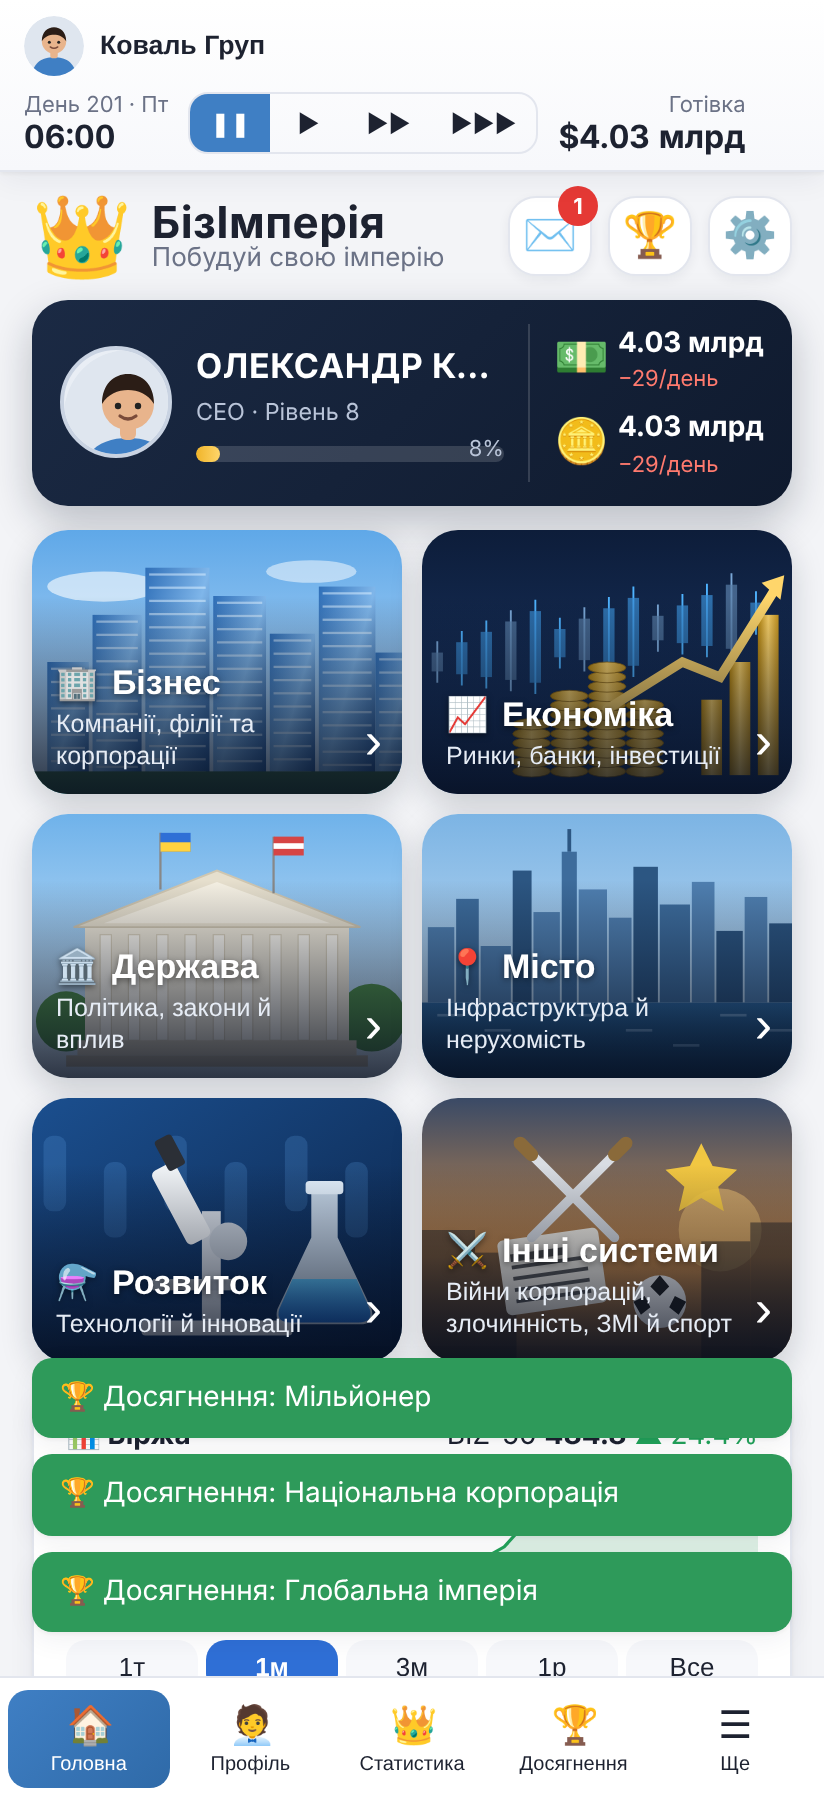 Коваль Груп
День 201 · Пт
06:00
Готівка
$4.03 млрд
БізІмперія
Побудуй свою імперію
1
ОЛЕКСАНДР К...
CEO · Рівень 8
8%
4.03 млрд
−29/день
4.03 млрд
−29/день
Бізнес
Компанії, філії та
корпорації
Економіка
Ринки, банки, інвестиції
Держава
Політика, закони й
вплив
Місто
Інфраструктура й
нерухомість
Розвиток
Технології й інновації
Інші системи
Війни корпорацій,
злочинність, ЗМІ й спорт
Досягнення: Мільйонер
Біржа
Досягнення: Національна корпорація
Досягнення: Глобальна імперія
1т
1м
3м
1р
Все
Головна
Профіль
Статистика
Досягнення
Ще